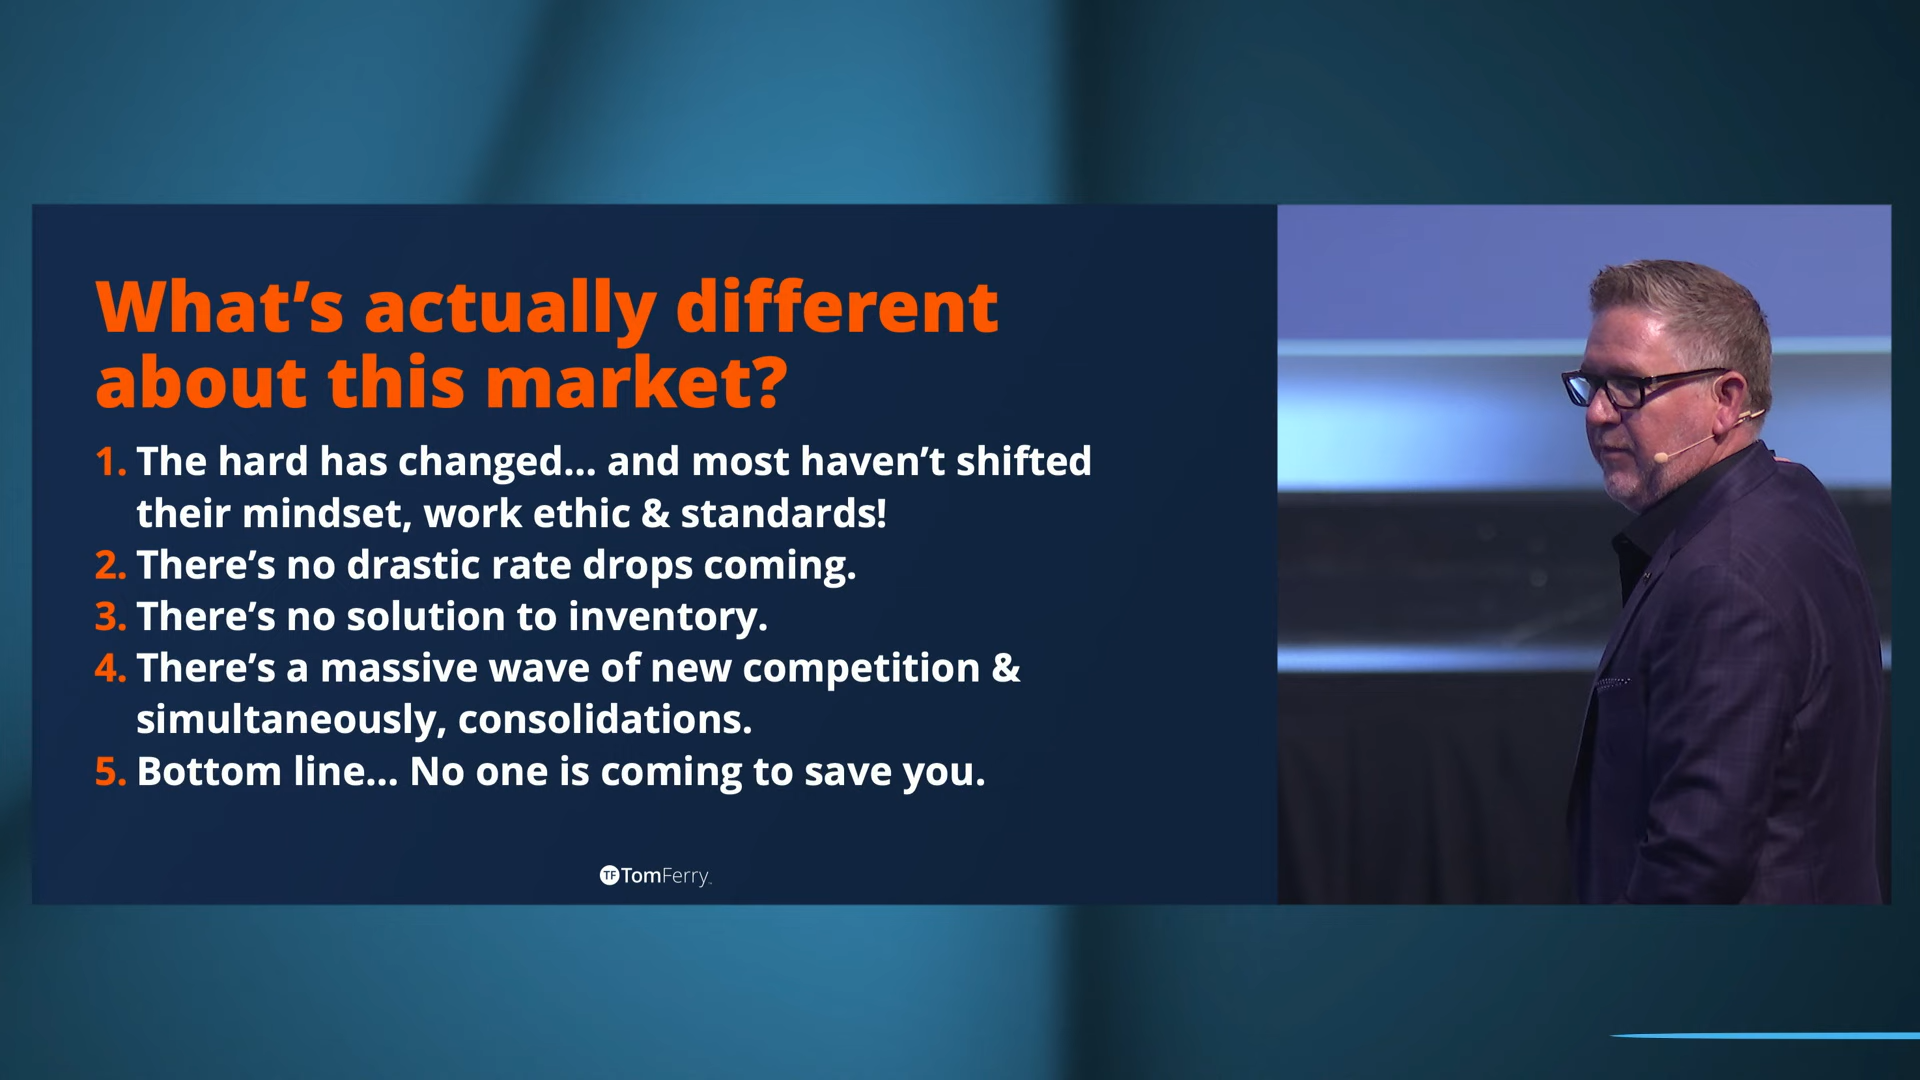 What’s actually different
about this market?
1. The hard has changed... and most haven’t shifted
their mindset, work ethic & standards!
2. There’s no drastic rate drops coming.
3. There’s no solution to inventory.
4. There’s a massive wave of new competition &
simultaneously, consolidations.
5. Bottom line... No one is coming to save you.
TF TomFerry